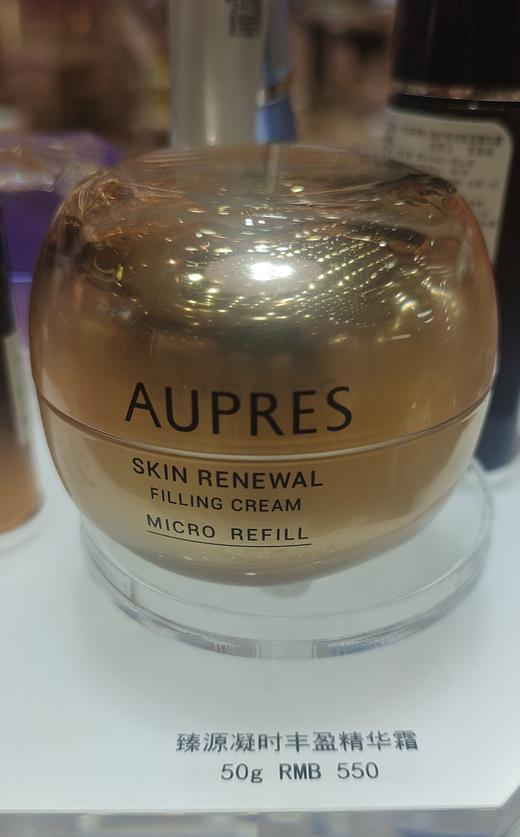 AUPRES
SKIN RENEWAL
FILLING CREAM
MICRO REFILL
臻源凝时丰盈精华霜
50g RMB 550